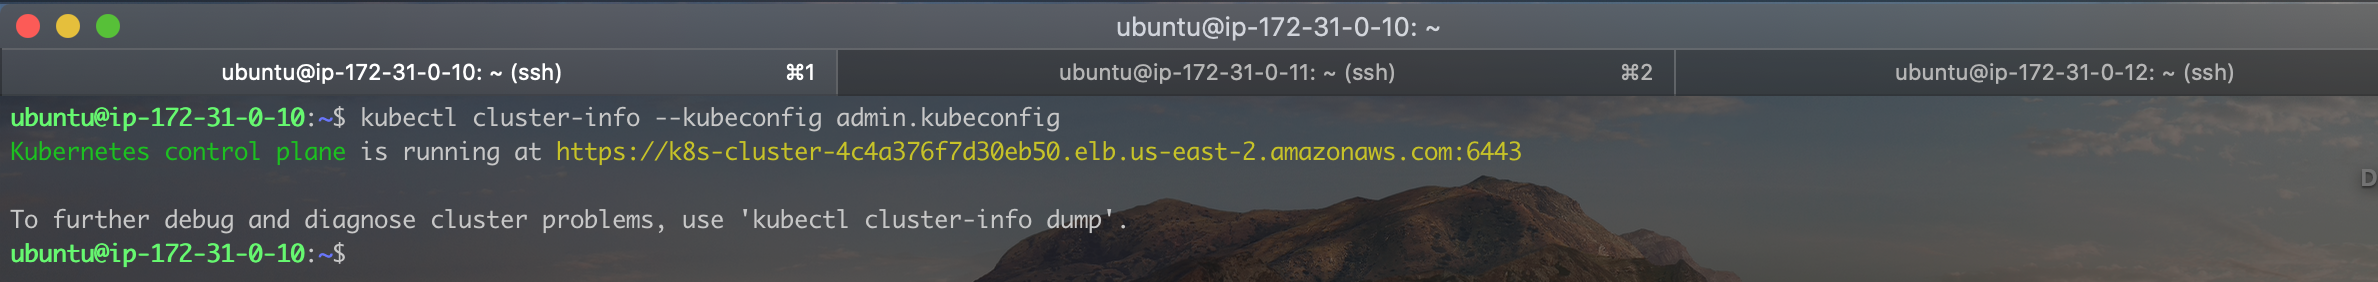 ubuntu@ip-172-31-0-10: ~
ubuntu@ip-172-31-0-10: ~ (ssh) ⌘1 ubuntu@ip-172-31-0-11: ~ (ssh) ⌘2 ubuntu@ip-172-31-0-12: ~ (ssh)
ubuntu@ip-172-31-0-10:~$ kubectl cluster-info --kubeconfig admin.kubeconfig
Kubernetes control plane is running at https://k8s-cluster-4c4a376f7d30eb50.elb.us-east-2.amazonaws.com:6443
D
To further debug and diagnose cluster problems, use 'kubectl cluster-info dump'.
ubuntu@ip-172-31-0-10:~$